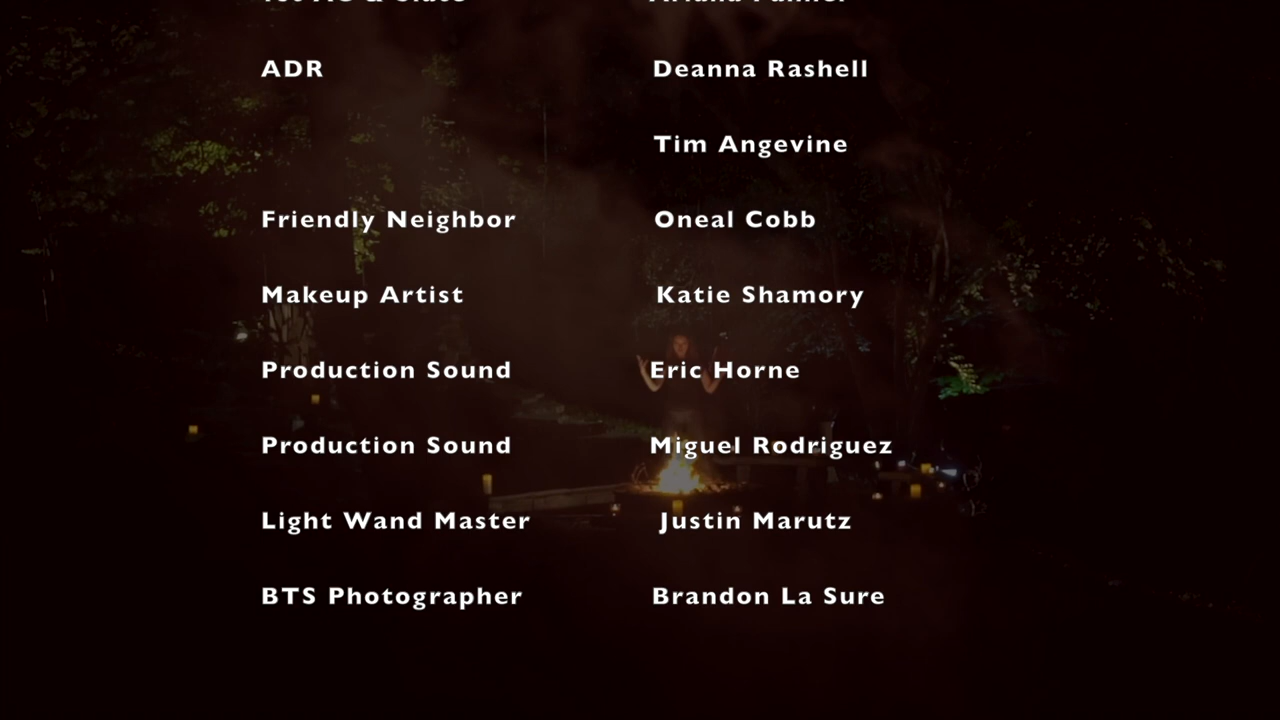 ADR Deanna Rashell
Tim Angevine
Friendly Neighbor Oneal Cobb
Makeup Artist Katie Shamory
Production Sound Eric Horne
Production Sound Miguel Rodriguez
Light Wand Master Justin Marutz
BTS Photographer Brandon La Sure